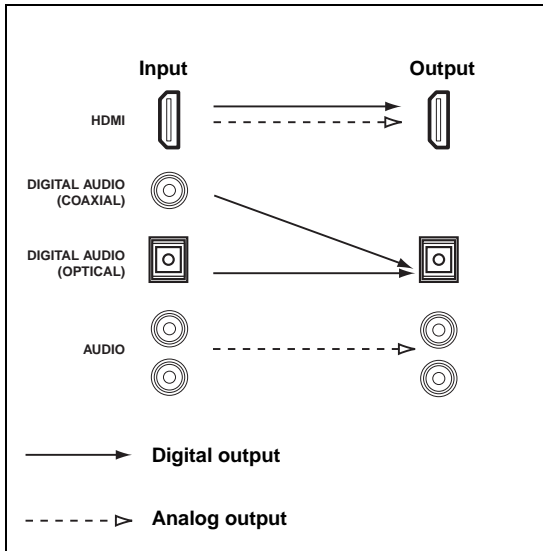 Input
Output
HDMI
DIGITAL AUDIO
(COAXIAL)
DIGITAL AUDIO
(OPTICAL)
AUDIO
Digital output
Analog output